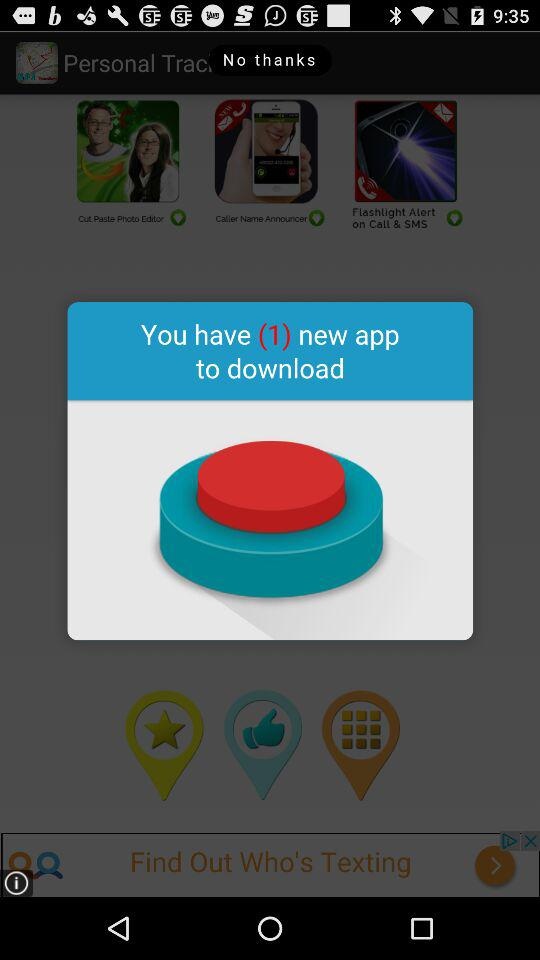 9:35
Personal Trac
No thanks
Cut Paste Photo Editor
Caller Name Announcer
Flashlight Alert
on Call & SMS
NEW
You have (1) new app
to download
Find Out Who's Texting